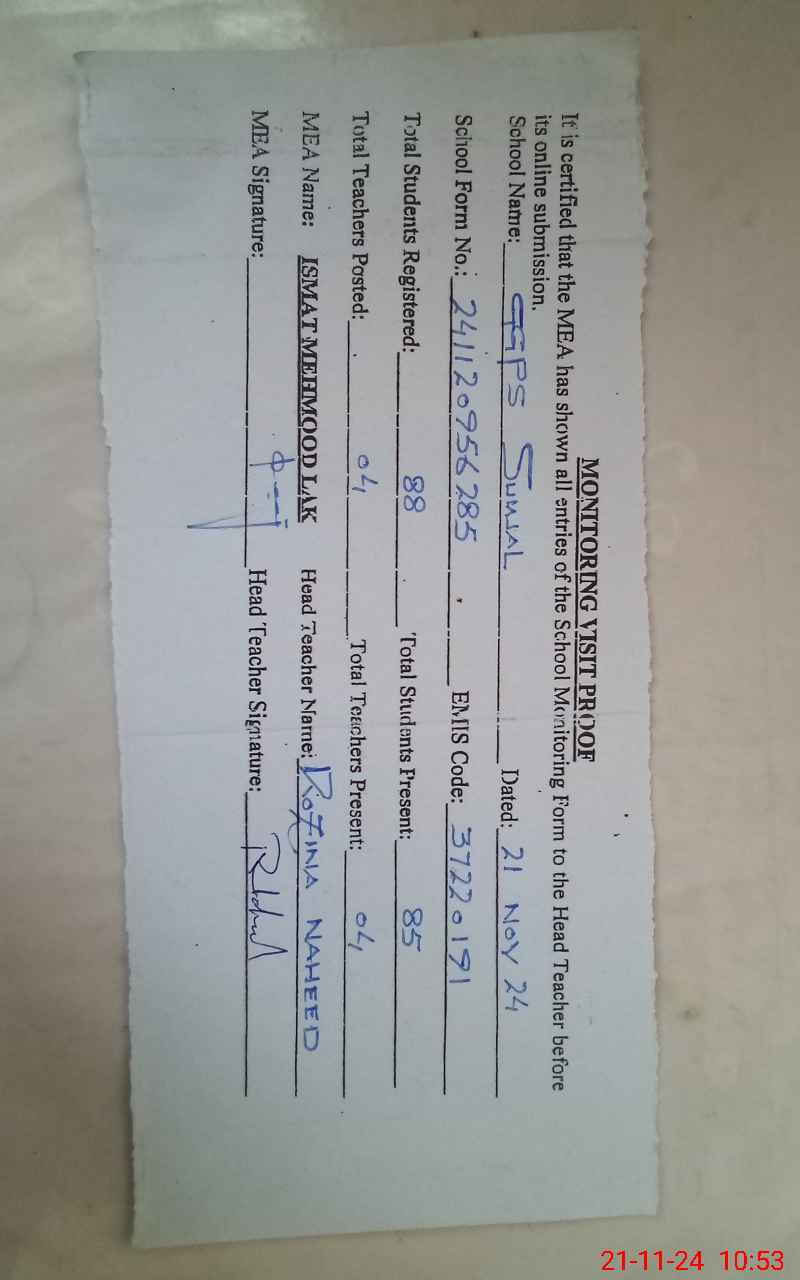 MONITORING VISIT PROOF
It is certified that the MEA has shown all entries of the School Monitoring Form to the Head Teacher before
its online submission.
School Name: GGPS Sunjal Dated: 21 Nov 24
School Form No.: 241120956285 EMIS Code: 37220191
Total Students Registered: 88 Total Students Present: 85
Total Teachers Posted: 04 Total Teachers Present: 04
MEA Name: ISMAT MEHMOOD LAK Head Teacher Name: Rozina NAHEED
MEA Signature: Head Teacher Signature:
21-11-24 10:53